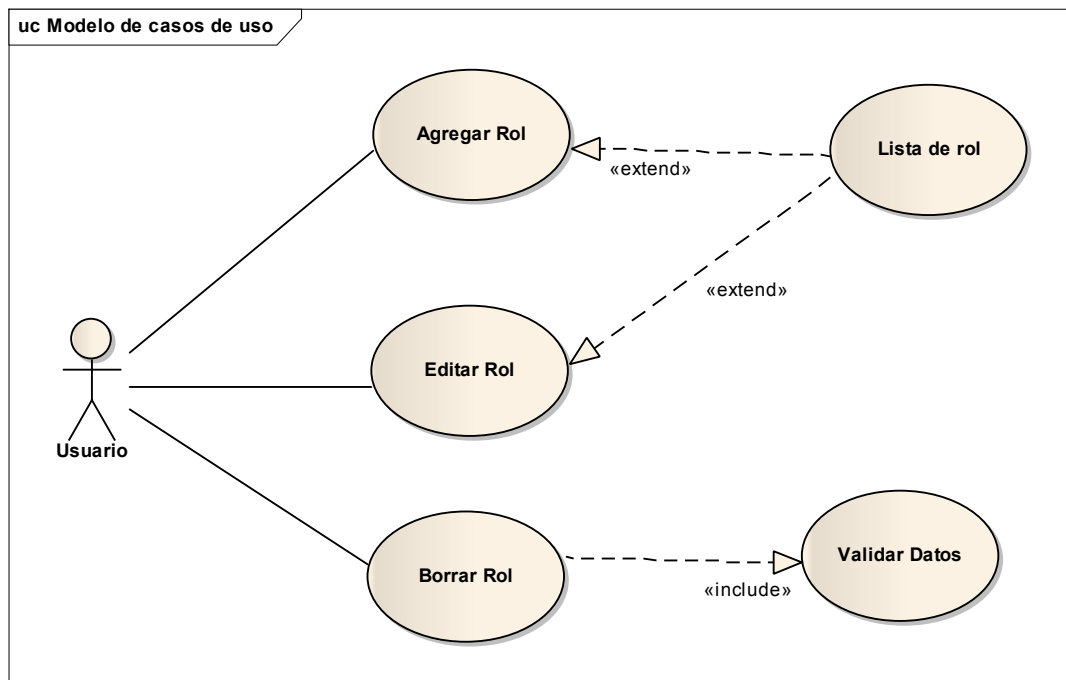 uc Modelo de casos de uso
Agregar Rol
Lista de rol
«extend»
«extend»
Editar Rol
Usuario
Borrar Rol
Validar Datos
«include»